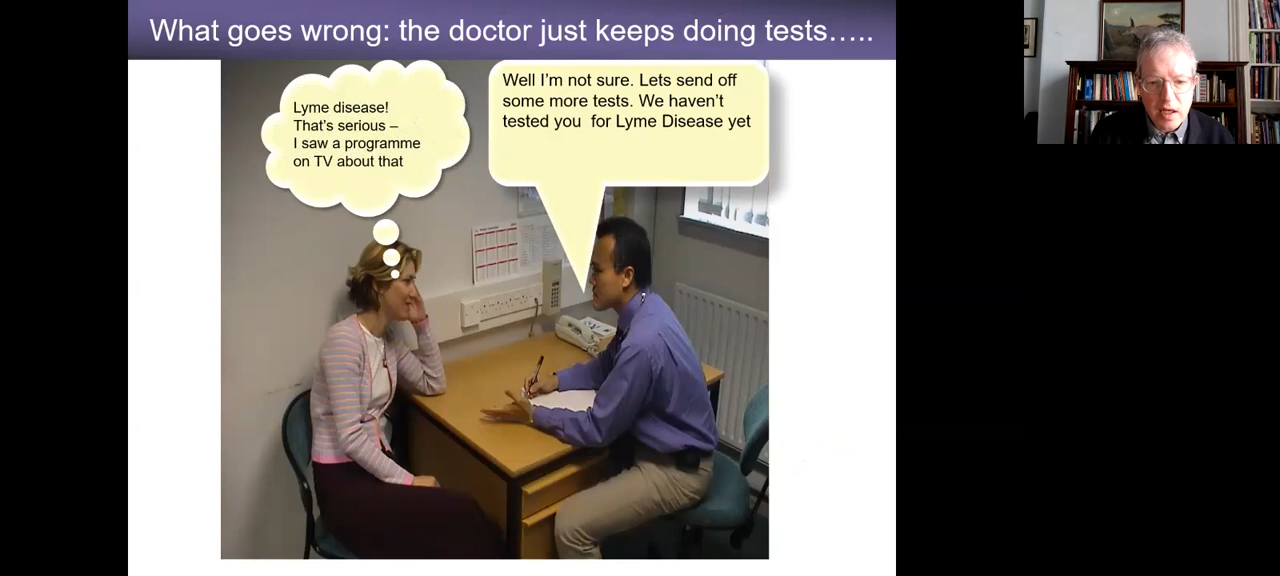 What goes wrong: the doctor just keeps doing tests…..
Lyme disease!
That’s serious –
I saw a programme
on TV about that
Well I’m not sure. Lets send off
some more tests. We haven’t
tested you  for Lyme Disease yet